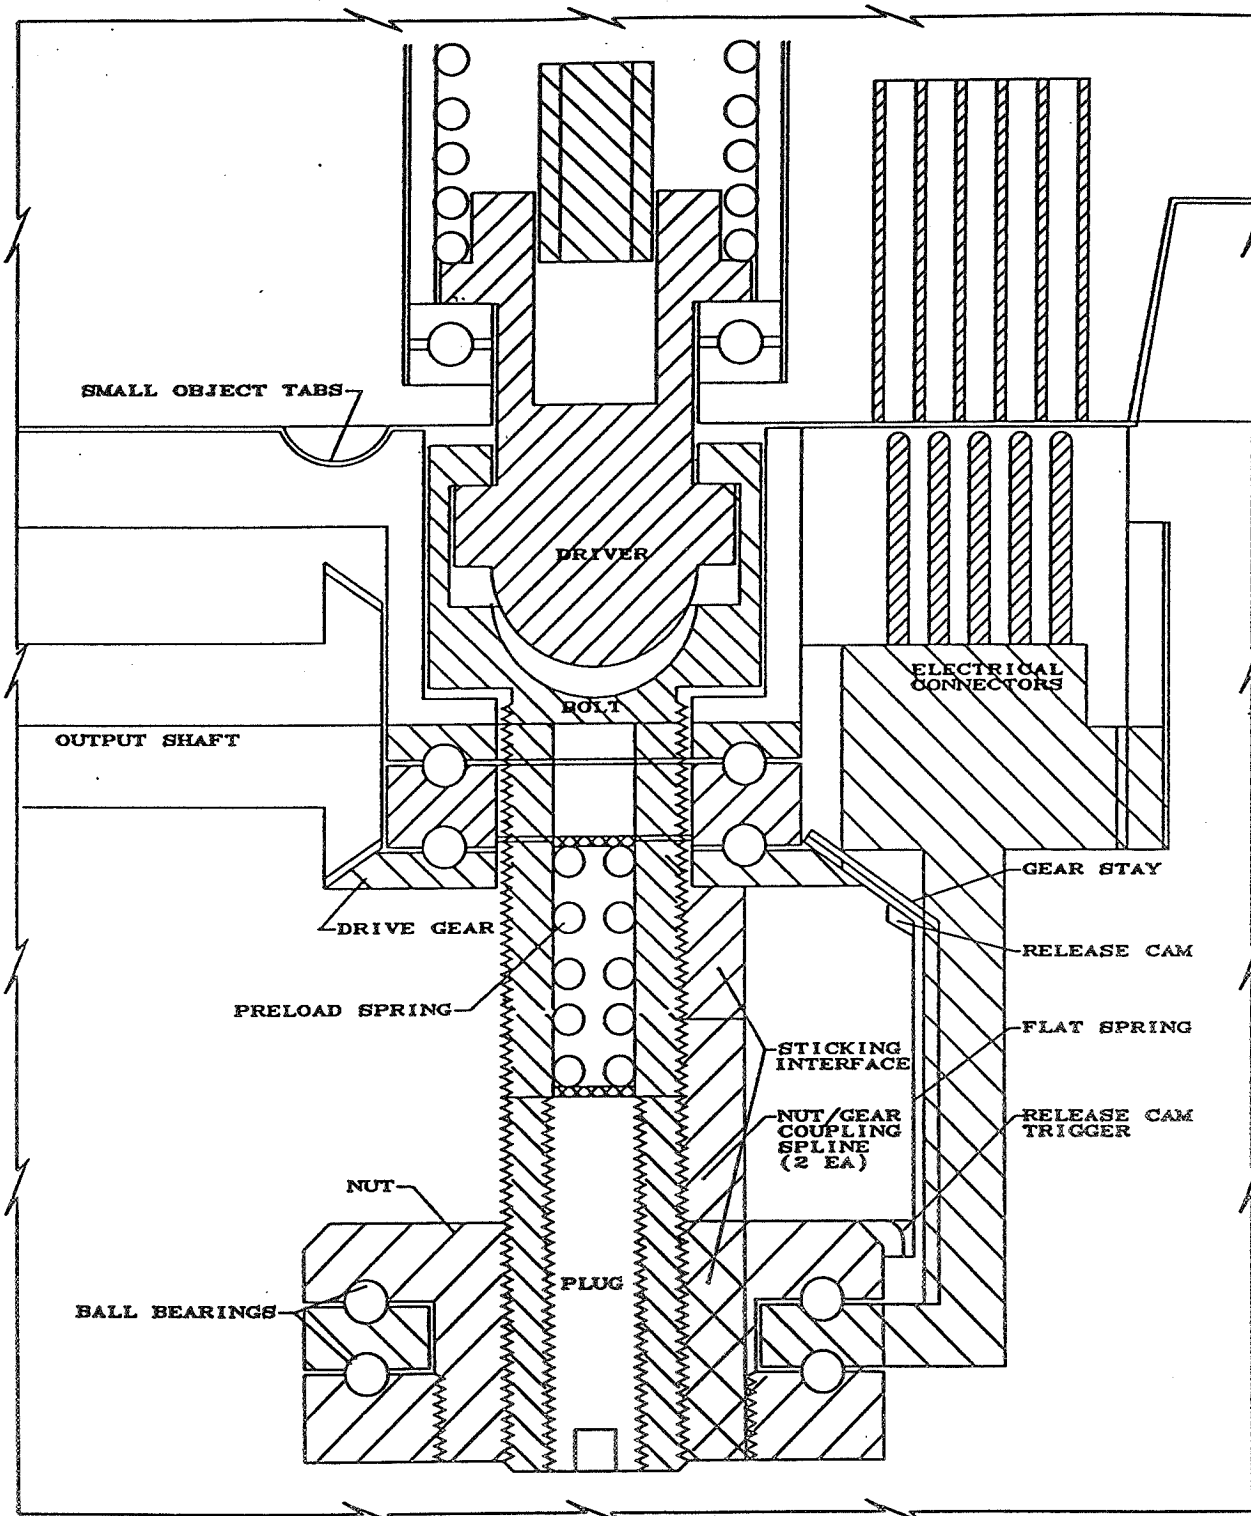 SMALL OBJECT TABS
DRIVER
ELECTRICAL
CONNECTORS
BOLT
OUTPUT SHAFT
GEAR STAY
DRIVE GEAR
RELEASE CAM
PRELOAD SPRING
FLAT SPRING
STICKING
INTERFACE
NUT/GEAR
COUPLING
SPLINE
(2 EA)
RELEASE CAM
TRIGGER
NUT
PLUG
BALL BEARINGS